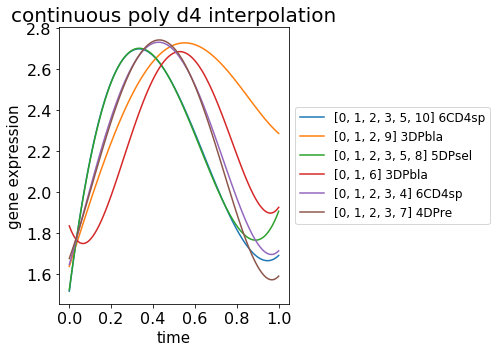 continuous poly d4 interpolation
gene expression
2.8
2.6
2.4
2.2
2.0
1.8
1.6
0.0 0.2 0.4 0.6 0.8 1.0
time
[0, 1, 2, 3, 5, 10] 6CD4sp
[0, 1, 2, 9] 3DPbla
[0, 1, 2, 3, 5, 8] 5DPsel
[0, 1, 6] 3DPbla
[0, 1, 2, 3, 4] 6CD4sp
[0, 1, 2, 3, 7] 4DPre